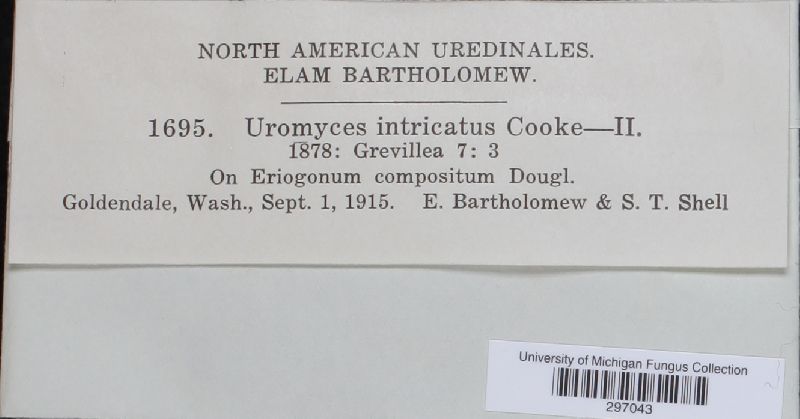 NORTH AMERICAN UREDINALES.
ELAM BARTHOLOMEW.
1695. Uromyces intricatus Cooke—II.
1878: Grevillea 7: 3
On Eriogonum compositum Dougl.
Goldendale, Wash., Sept. 1, 1915. E. Bartholomew & S. T. Shell
University of Michigan Fungus Collection
297043